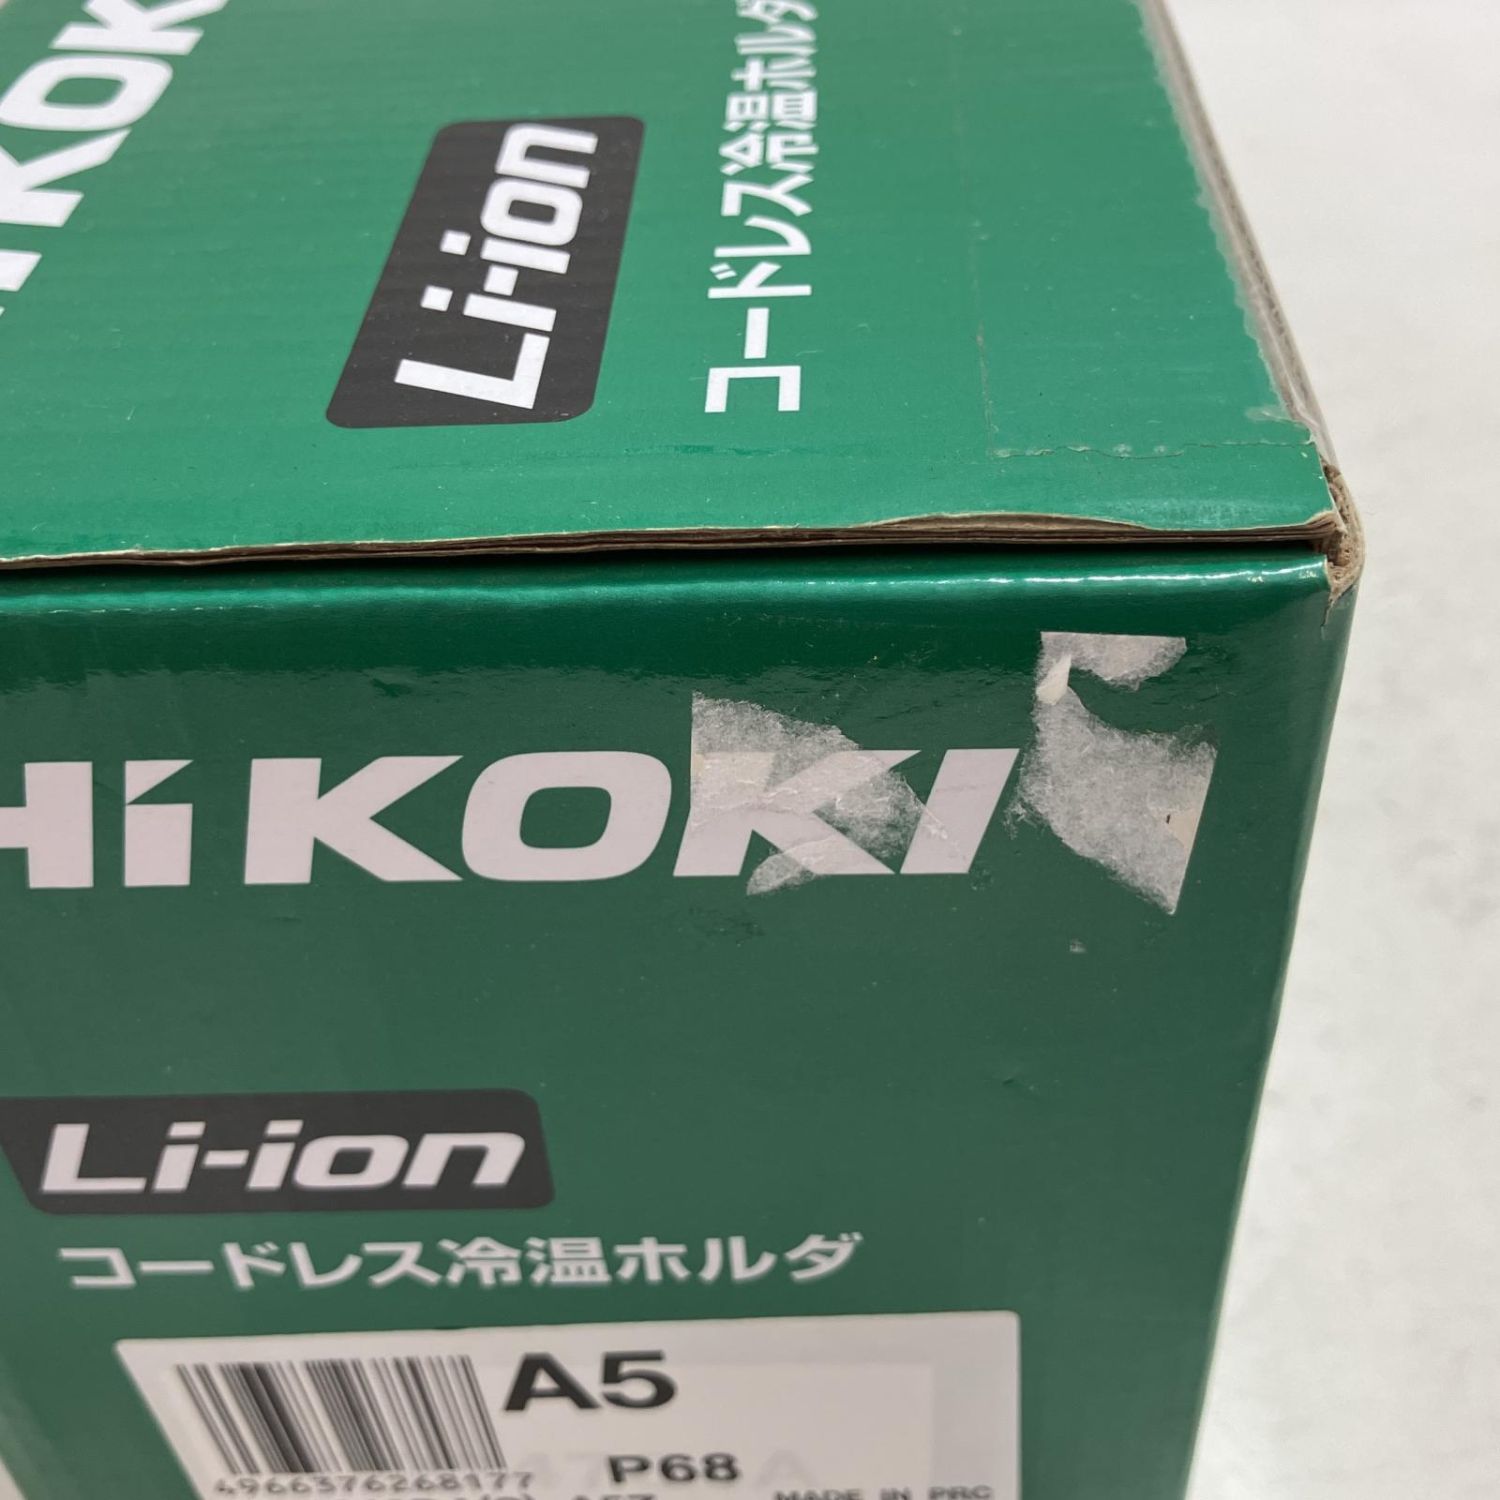 KOK
Li-ion
コードレス冷温ホルダ
HiKOKI
Li-ion
コードレス冷温ホルダ
A5
4966376268177
P68
MADE IN PRC